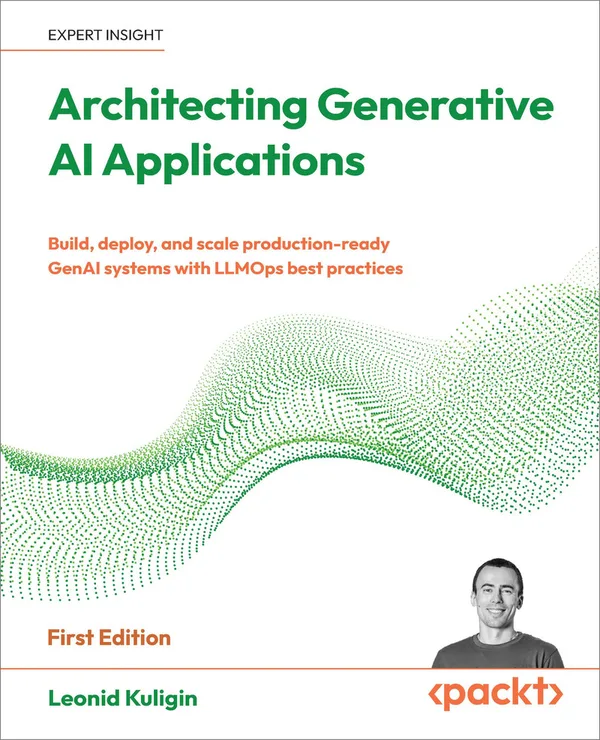 EXPERT INSIGHT
Architecting Generative
AI Applications
Build, deploy, and scale production-ready
GenAI systems with LLMOps best practices
First Edition
Leonid Kuligin
<packt>